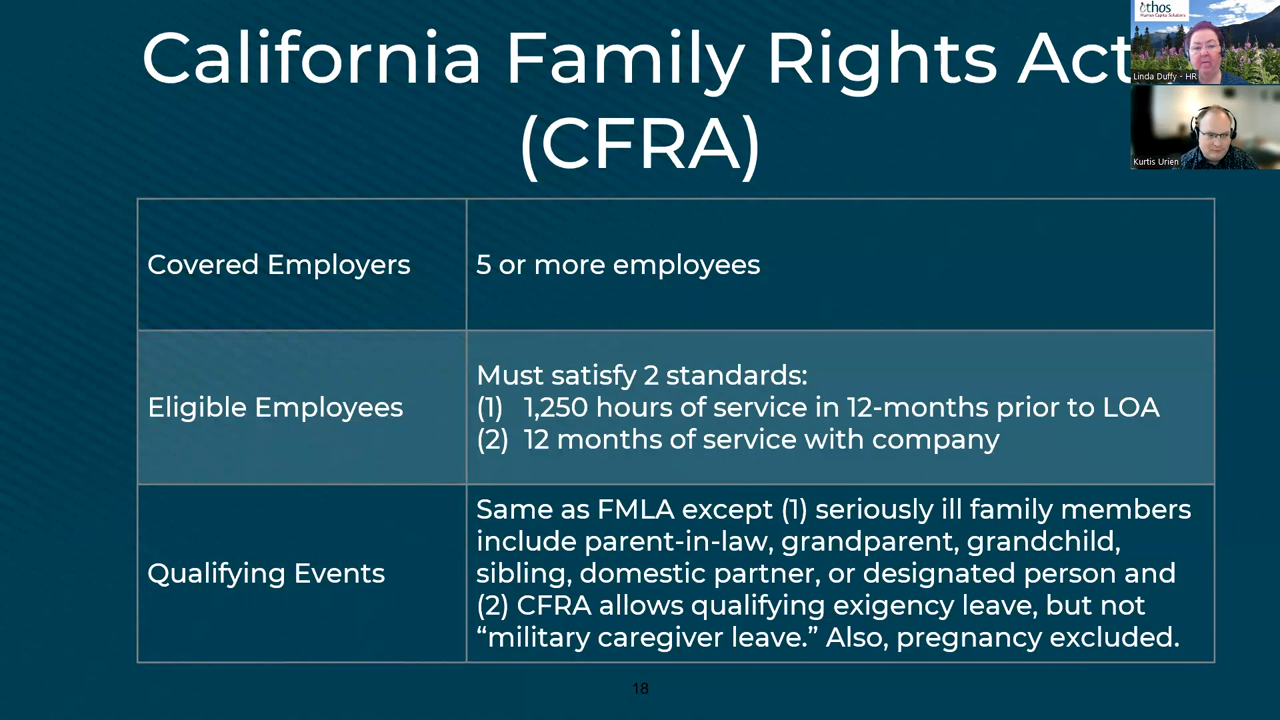 California Family Rights Act
(CFRA)
ethos
Human Capital Solutions
Linda Duffy - HR
Kurtis Urien
Covered Employers
5 or more employees
Eligible Employees
Must satisfy 2 standards:
(1) 1,250 hours of service in 12-months prior to LOA
(2) 12 months of service with company
Qualifying Events
Same as FMLA except (1) seriously ill family members
include parent-in-law, grandparent, grandchild,
sibling, domestic partner, or designated person and
(2) CFRA allows qualifying exigency leave, but not
“military caregiver leave.” Also, pregnancy excluded.
18